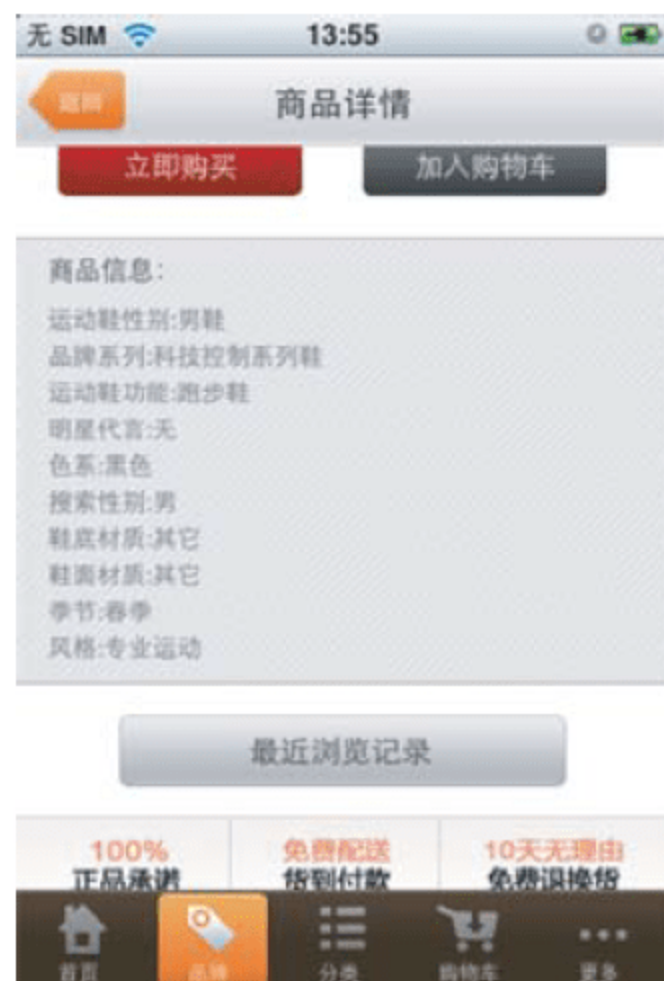 无 SIM 13:55
返回 商品详情
立即购买 加入购物车
商品信息:
运动鞋性别:男鞋
品牌系列:科技控制系列鞋
运动鞋功能:跑步鞋
明星代言:无
色系:黑色
搜索性别:男
鞋底材质:其它
鞋面材质:其它
季节:春季
风格:专业运动
最近浏览记录
100% 免费配送 10天无理由
正品承诺 货到付款 免费退换货
首页 品牌 分类 购物车 更多